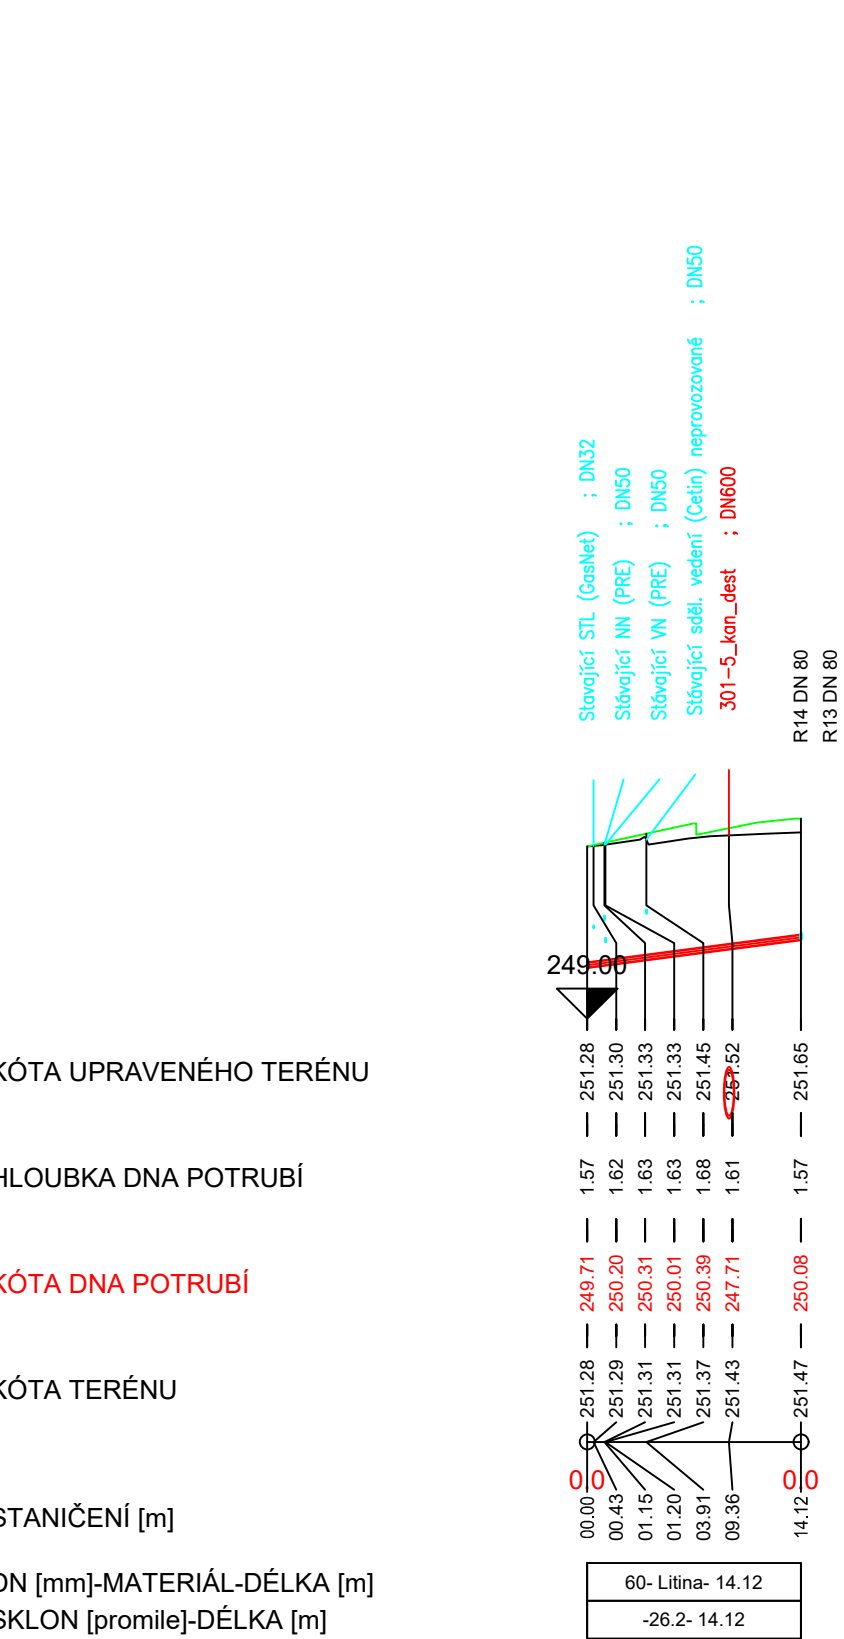 Stavající STL (GasNet) ; DN32
Stávající NN (PRE) ; DN50
Stávající VN (PRE) ; DN50
Stávající sděl. vedení (Cetin) neprovozované ; DN50
301-5_kan_dest ; DN600
R14 DN 80
R13 DN 80
249.00
KÓTA UPRAVENÉHO TERÉNU
251.28
251.30
251.33
251.33
251.45
251.52
251.65
HLOUBKA DNA POTRUBÍ
1.57
1.62
1.63
1.63
1.68
1.61
1.57
KÓTA DNA POTRUBÍ
249.71
250.20
250.31
250.01
250.39
247.71
250.08
KÓTA TERÉNU
251.28
251.29
251.31
251.31
251.37
251.43
251.47
0.0
0.0
STANIČENÍ [m]
00.00
00.43
01.15
01.20
03.91
09.36
14.12
DN [mm]-MATERIÁL-DÉLKA [m]
60- Litina- 14.12
SKLON [promile]-DÉLKA [m]
-26.2- 14.12